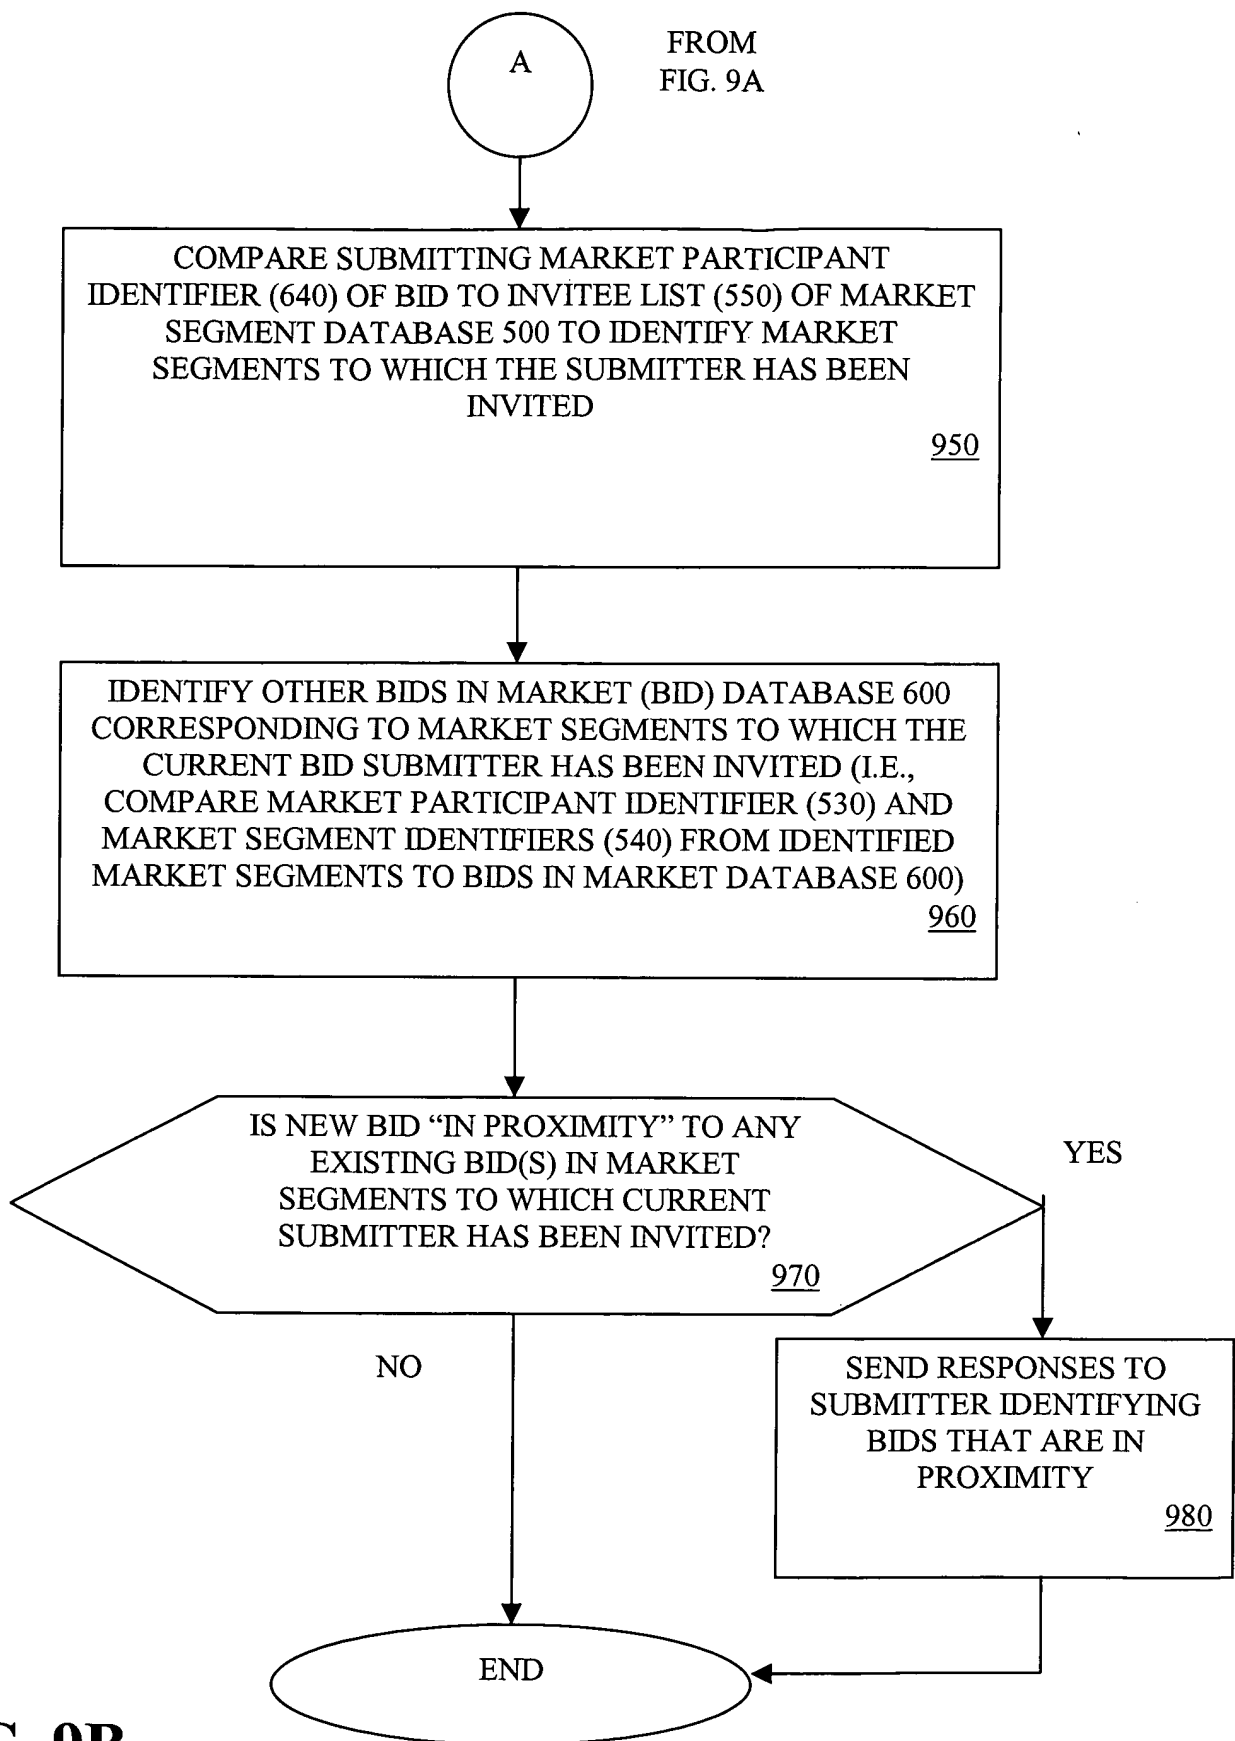 A
FROM
FIG. 9A
COMPARE SUBMITTING MARKET PARTICIPANT
IDENTIFIER (640) OF BID TO INVITEE LIST (550) OF MARKET
SEGMENT DATABASE 500 TO IDENTIFY MARKET
SEGMENTS TO WHICH THE SUBMITTER HAS BEEN
INVITED
950
IDENTIFY OTHER BIDS IN MARKET (BID) DATABASE 600
CORRESPONDING TO MARKET SEGMENTS TO WHICH THE
CURRENT BID SUBMITTER HAS BEEN INVITED (I.E.,
COMPARE MARKET PARTICIPANT IDENTIFIER (530) AND
MARKET SEGMENT IDENTIFIERS (540) FROM IDENTIFIED
MARKET SEGMENTS TO BIDS IN MARKET DATABASE 600)
960
IS NEW BID “IN PROXIMITY” TO ANY
EXISTING BID(S) IN MARKET
SEGMENTS TO WHICH CURRENT
SUBMITTER HAS BEEN INVITED?
970
YES
NO
SEND RESPONSES TO
SUBMITTER IDENTIFYING
BIDS THAT ARE IN
PROXIMITY
980
END
9B